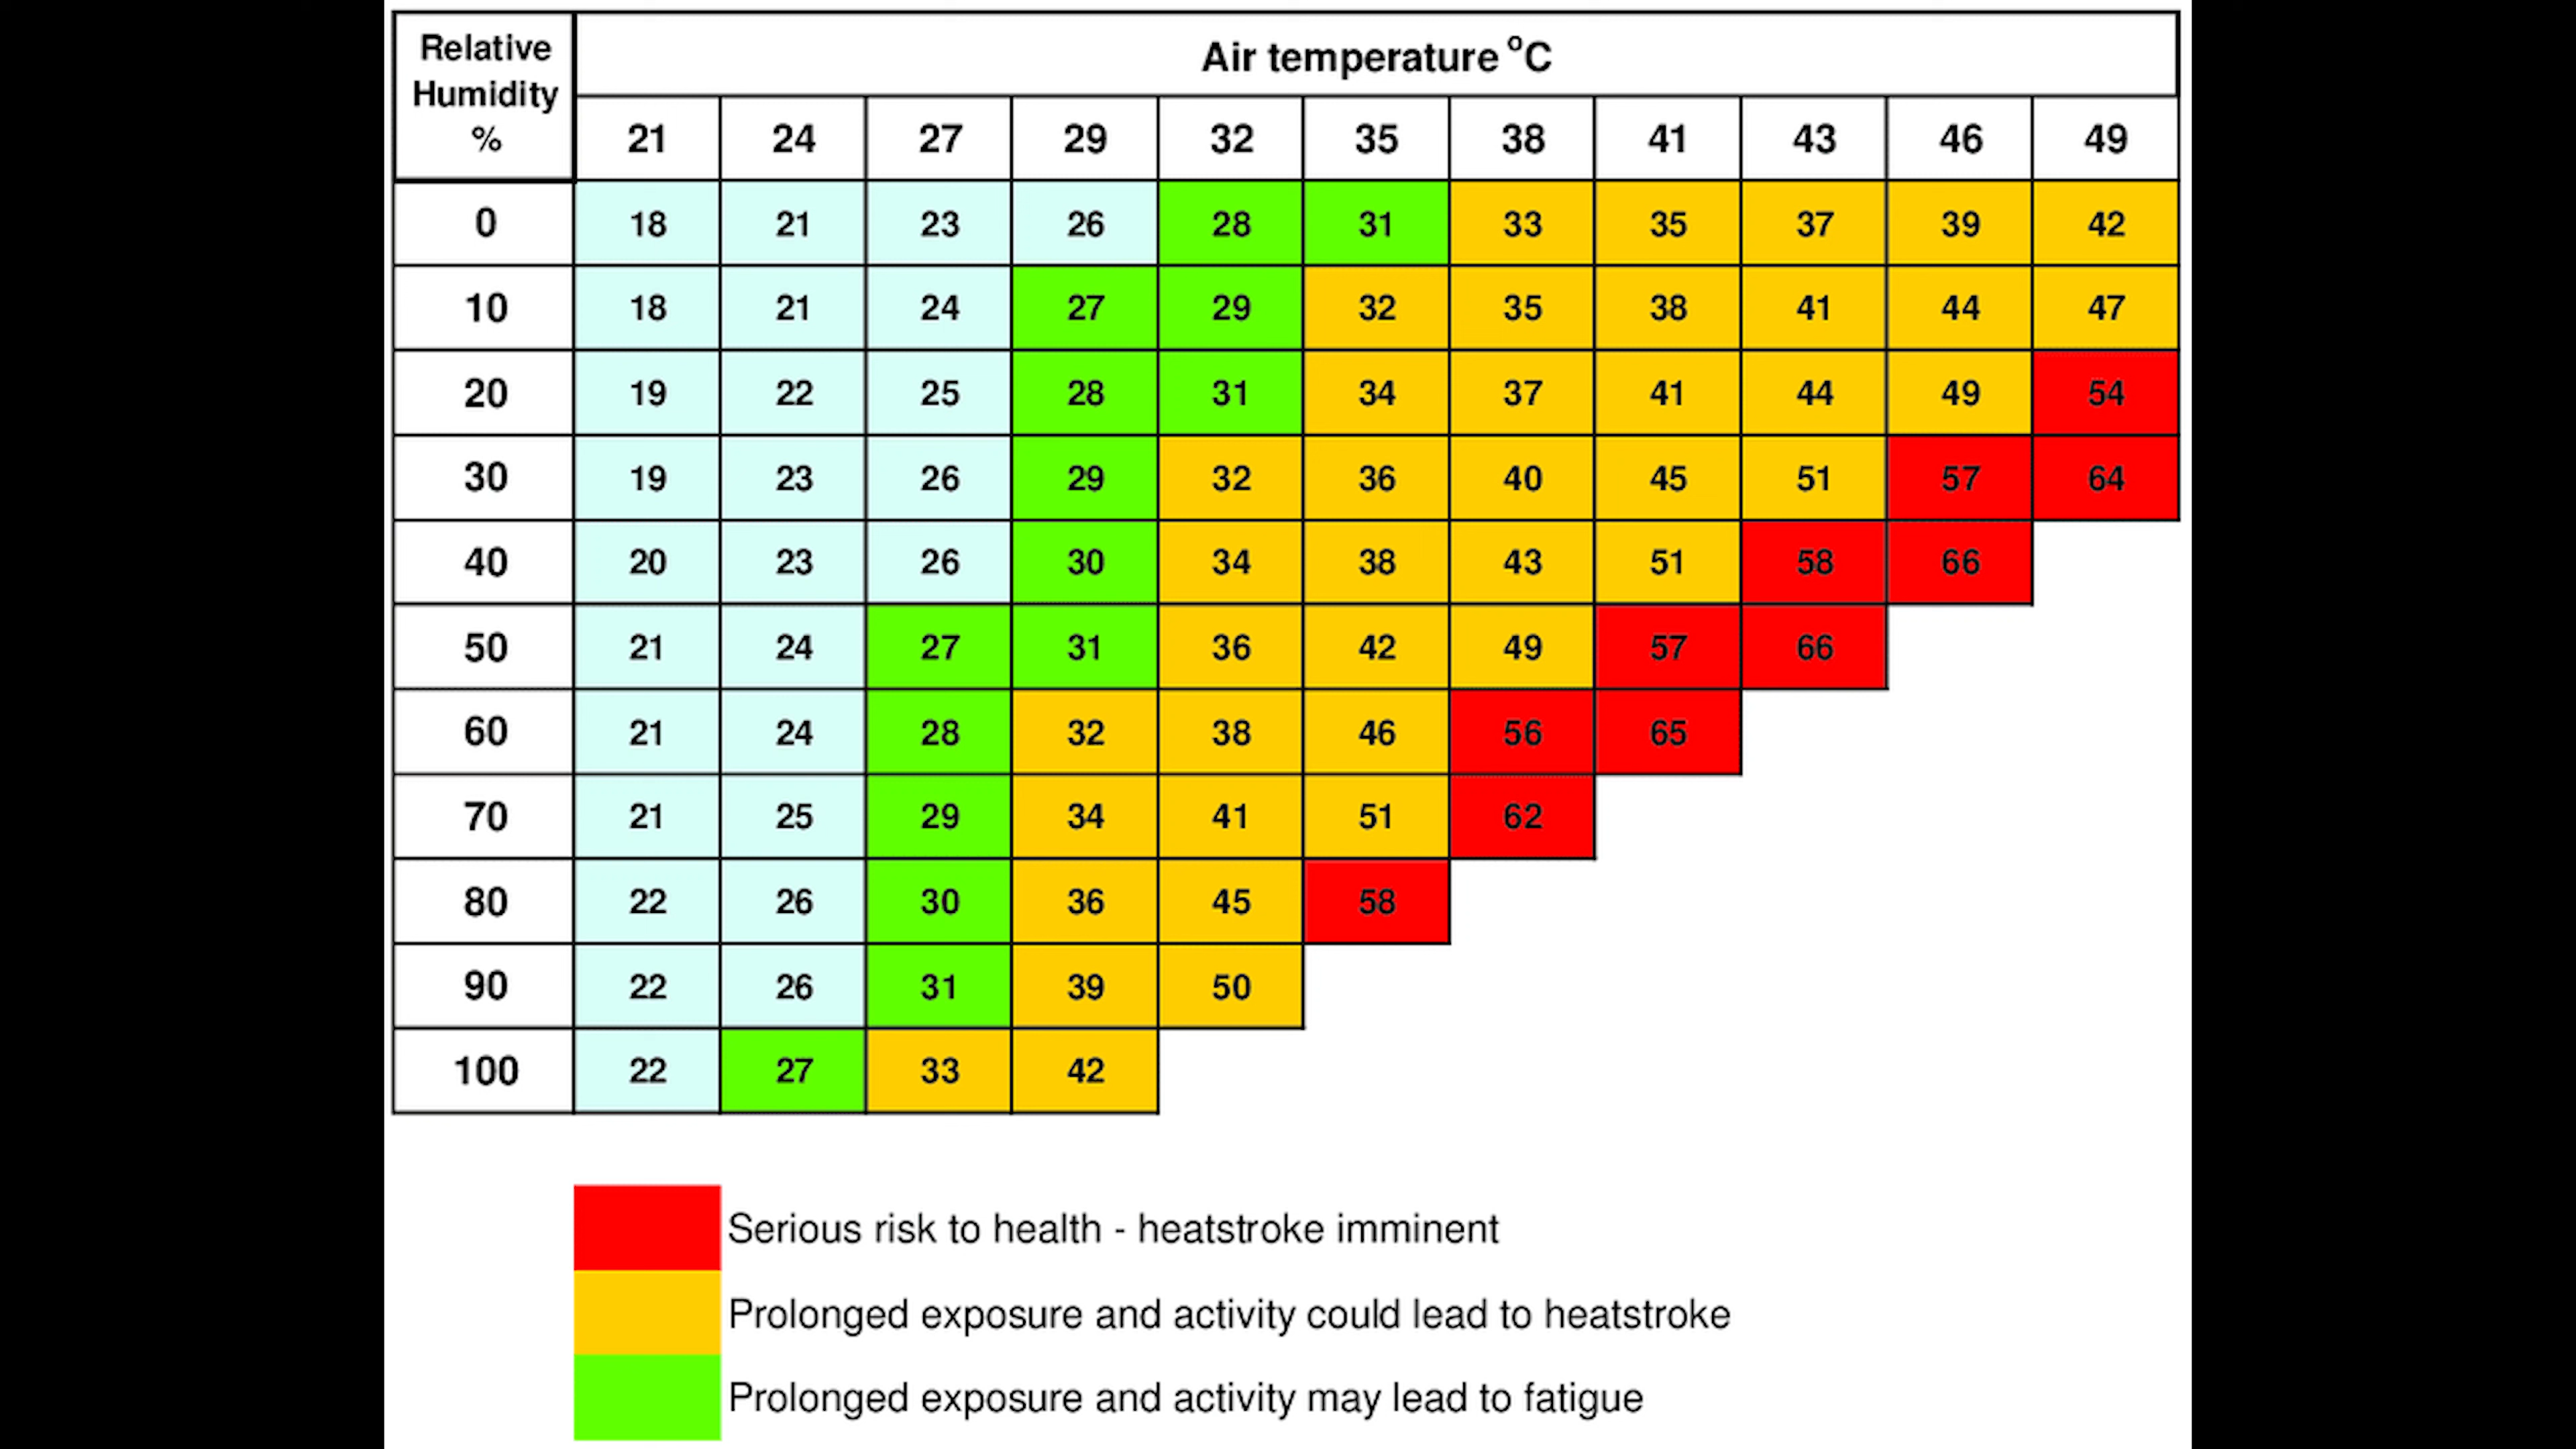 Relative
Humidity
%
Air temperature °C
21 24 27 29 32 35 38 41 43 46 49
0 18 21 23 26 28 31 33 35 37 39 42
10 18 21 24 27 29 32 35 38 41 44 47
20 19 22 25 28 31 34 37 41 44 49 54
30 19 23 26 29 32 36 40 45 51 57 64
40 20 23 26 30 34 38 43 51 58 66
50 21 24 27 31 36 42 49 57 66
60 21 24 28 32 38 46 56 65
70 21 25 29 34 41 51 62
80 22 26 30 36 45 58
90 22 26 31 39 50
100 22 27 33 42
Serious risk to health - heatstroke imminent
Prolonged exposure and activity could lead to heatstroke
Prolonged exposure and activity may lead to fatigue